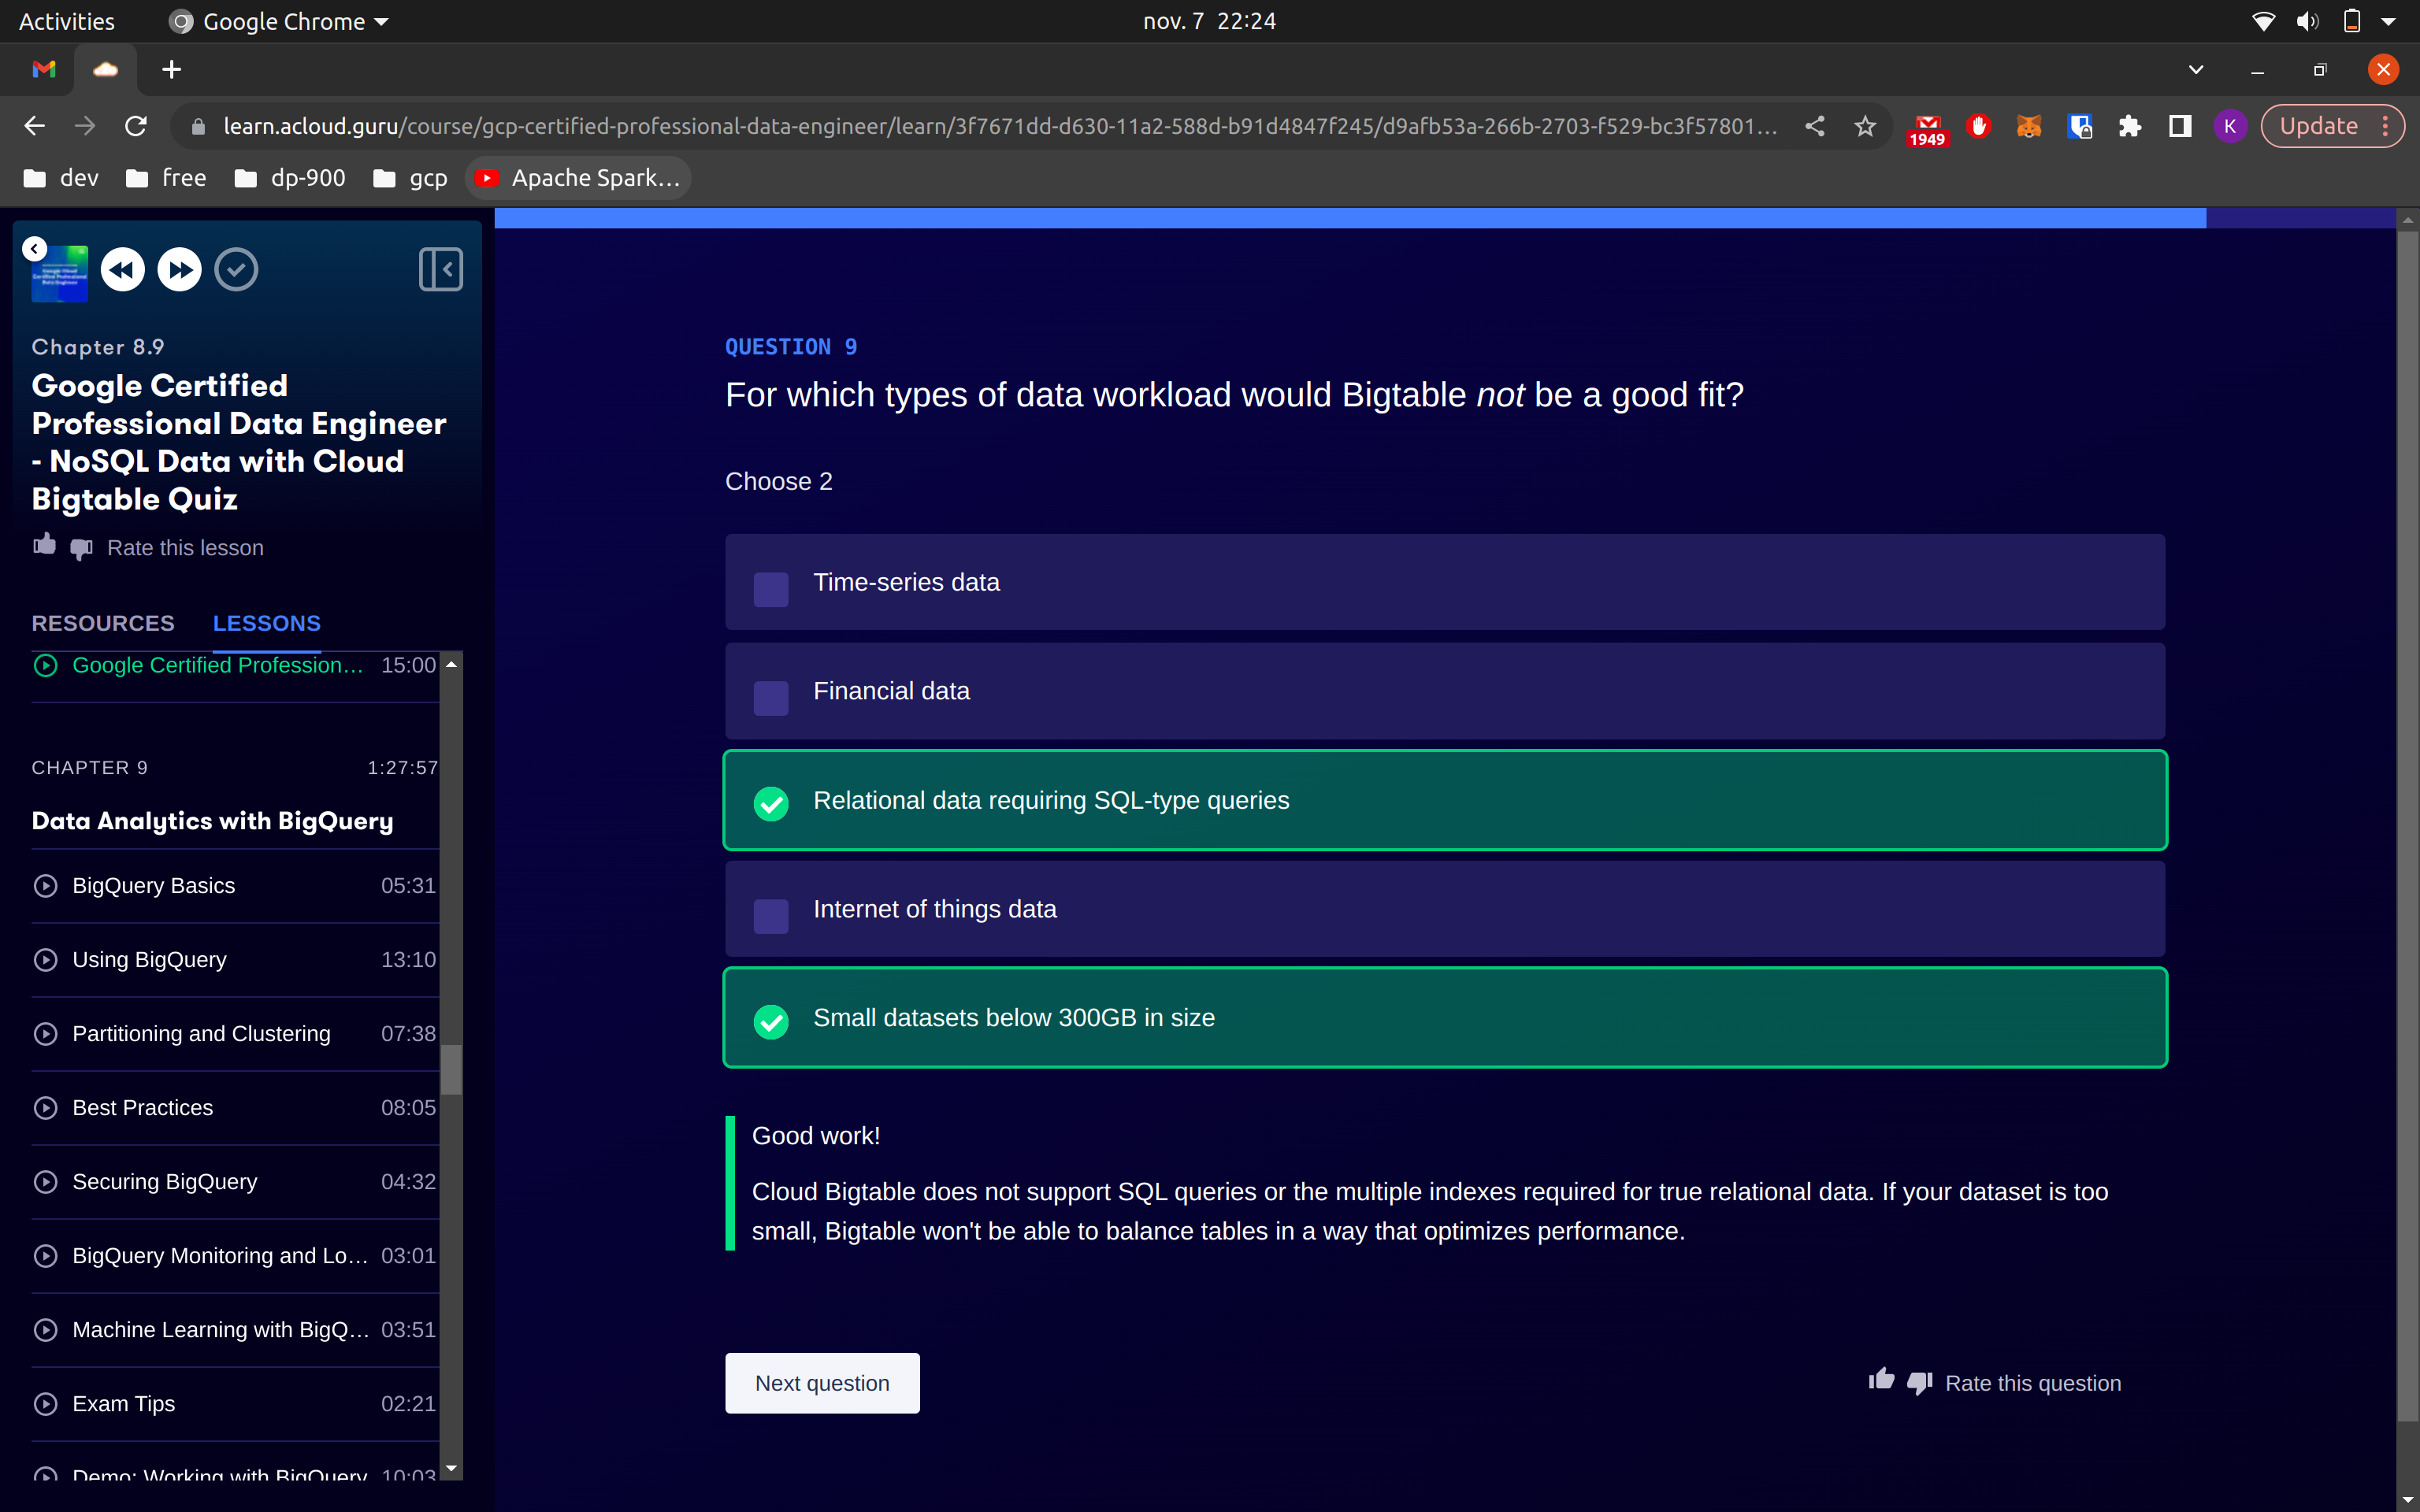 Activities
Google Chrome
nov. 7 22:24
learn.acloud.guru/course/gcp-certified-professional-data-engineer/learn/3f7671dd-d630-11a2-588d-b91d4847f245/d9afb53a-266b-2703-f529-bc3f57801...
1949
K
Update
dev
free
dp-900
gcp
Apache Spark...
Chapter 8.9
Google Certified
Professional Data Engineer
- NoSQL Data with Cloud
Bigtable Quiz
Rate this lesson
RESOURCES
LESSONS
Google Certified Profession... 15:00
CHAPTER 9 1:27:57
Data Analytics with BigQuery
BigQuery Basics 05:31
Using BigQuery 13:10
Partitioning and Clustering 07:38
Best Practices 08:05
Securing BigQuery 04:32
BigQuery Monitoring and Lo... 03:01
Machine Learning with BigQ... 03:51
Exam Tips 02:21
Demo: Working with BigQuery 10:03
QUESTION 9
For which types of data workload would Bigtable not be a good fit?
Choose 2
Time-series data
Financial data
Relational data requiring SQL-type queries
Internet of things data
Small datasets below 300GB in size
Good work!
Cloud Bigtable does not support SQL queries or the multiple indexes required for true relational data. If your dataset is too
small, Bigtable won't be able to balance tables in a way that optimizes performance.
Next question
Rate this question